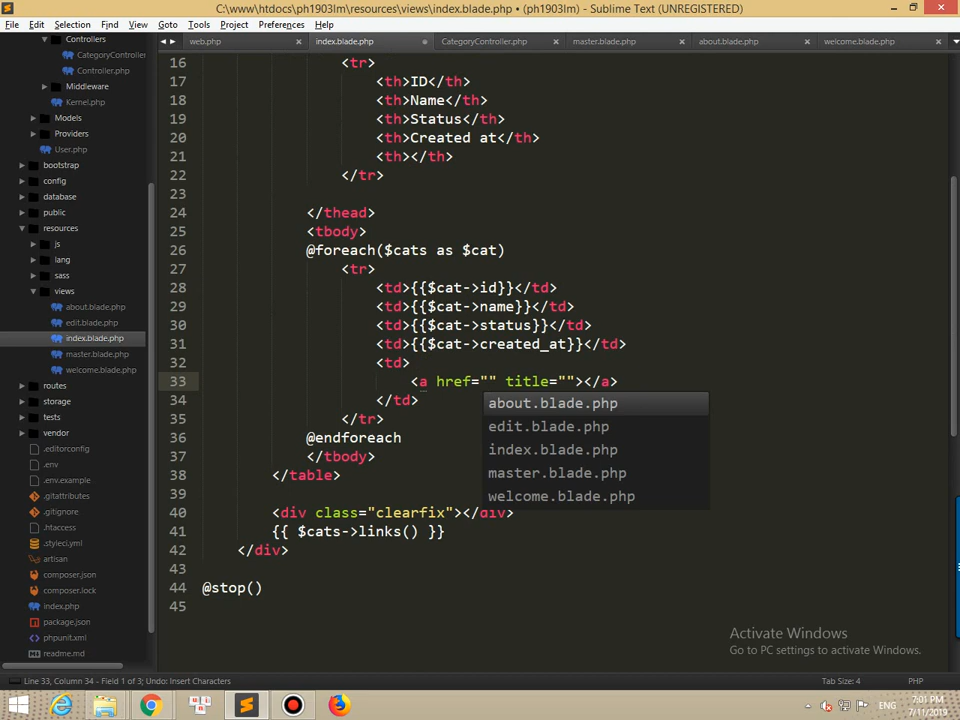 C:\www\htdocs\ph1903lm\resources\views\index.blade.php • (ph1903lm) - Sublime Text (UNREGISTERED)
File Edit Selection Find View Goto Tools Project Preferences Help
web.php index.blade.php CategoryController.php master.blade.php about.blade.php welcome.blade.php
Controllers
CategoryController
Controller.php
Middleware
Kernel.php
Models
Providers
User.php
bootstrap
config
database
public
resources
js
lang
sass
views
about.blade.php
edit.blade.php
index.blade.php
master.blade.php
welcome.blade.php
routes
storage
tests
vendor
.editorconfig
.env
.env.example
.gitattributes
.gitignore
.htaccess
.styleci.yml
artisan
composer.json
composer.lock
index.php
package.json
phpunit.xml
readme.md
16 <tr>
17 <th>ID</th>
18 <th>Name</th>
19 <th>Status</th>
20 <th>Created at</th>
21 <th></th>
22 </tr>
23
24 </thead>
25 <tbody>
26 @foreach($cats as $cat)
27 <tr>
28 <td>{{$cat->id}}</td>
29 <td>{{$cat->name}}</td>
30 <td>{{$cat->status}}</td>
31 <td>{{$cat->created_at}}</td>
32 <td>
33 <a href="" title=""></a>
34 </td>
35 </tr>
36 @endforeach
37 </tbody>
38 </table>
39
40 <div class="clearfix"></div>
41 {{ $cats->links() }}
42 </div>
43
44 @stop()
45
about.blade.php
edit.blade.php
index.blade.php
master.blade.php
welcome.blade.php
Activate Windows
Go to PC settings to activate Windows.
Line 33, Column 34 - Field 1 of 3; Undo: Insert Characters Tab Size: 4 PHP
ENG
7:01 PM
7/11/2019